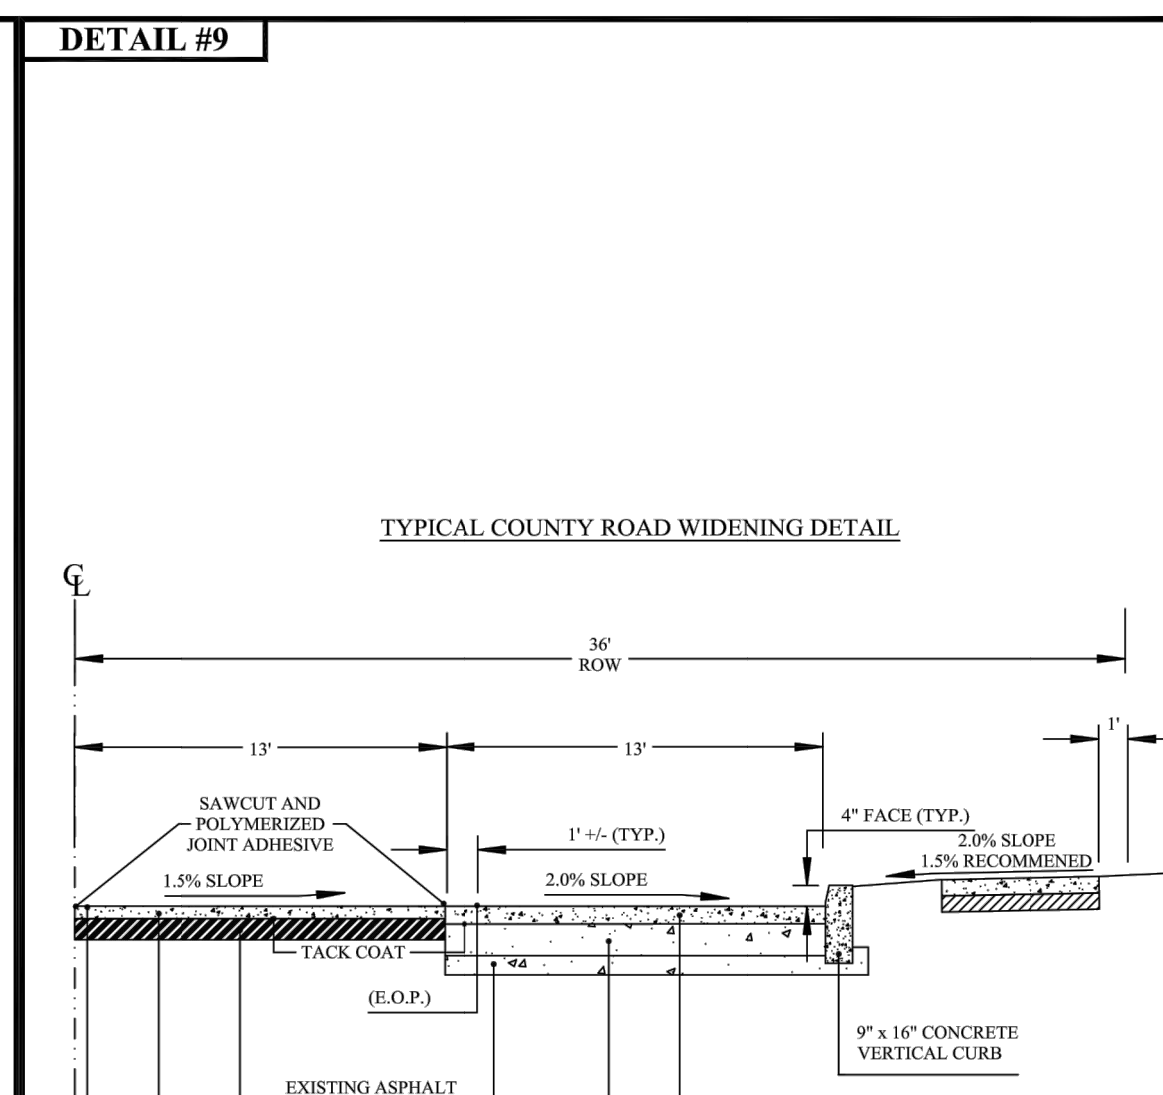 DETAIL #9
TYPICAL COUNTY ROAD WIDENING DETAIL
℄
36'
ROW
13'
13'
1'
SAWCUT AND
POLYMERIZED
JOINT ADHESIVE
1' +/- (TYP.)
4" FACE (TYP.)
2.0% SLOPE
1.5% RECOMMENED
1.5% SLOPE
2.0% SLOPE
TACK COAT
(E.O.P.)
9" x 16" CONCRETE
VERTICAL CURB
EXISTING ASPHALT